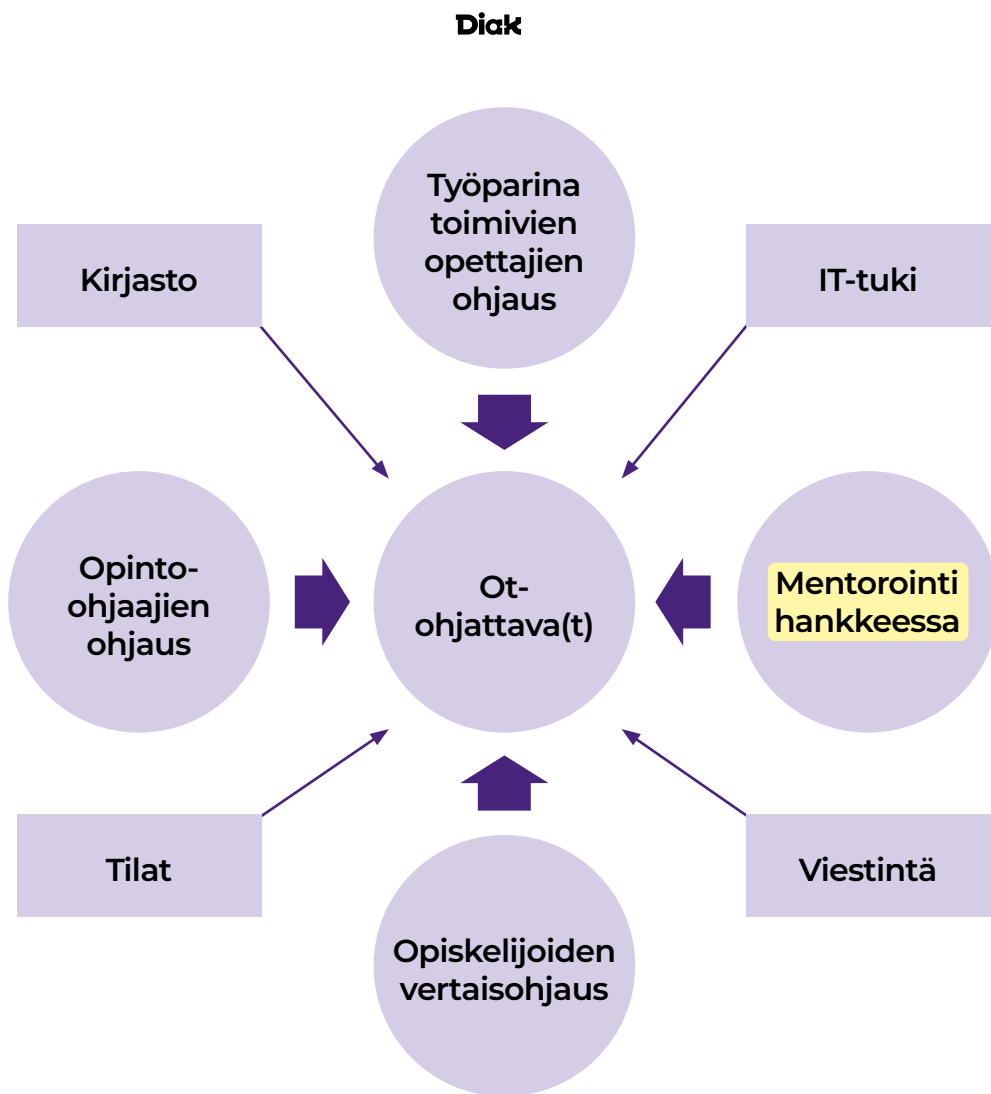 Diak
Työparina
toimivien
opettajien
ohjaus
Kirjasto
IT-tuki
Opinto-
ohjaajien
ohjaus
Ot-
ohjattava(t)
Mentorointi
hankkeessa
Tilat
Viestintä
Opiskelijoiden
vertaisohjaus